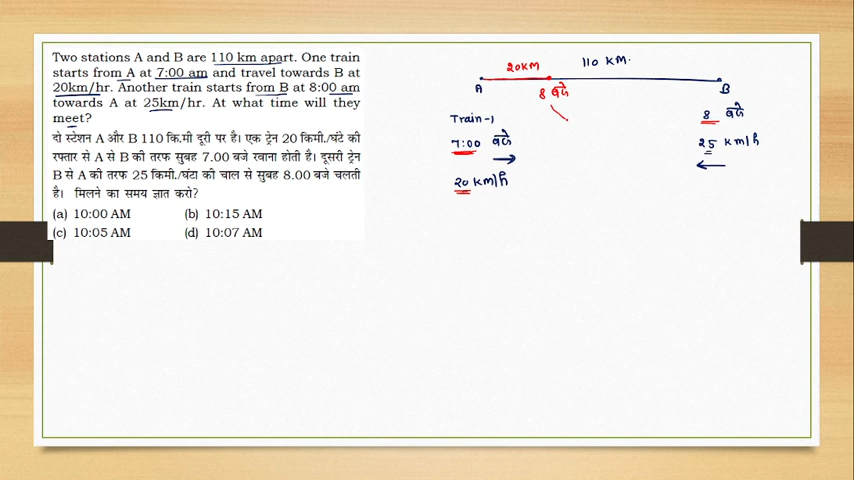 Two stations A and B are 110 km apart. One train
starts from A at 7:00 am and travel towards B at
20km/hr. Another train starts from B at 8:00 am
towards A at 25km/hr. At what time will they
meet?
दो स्टेशन A और B 110 कि.मी दूरी पर है। एक ट्रेन 20 किमी./घंटे की
रफ्तार से A से B की तरफ सुबह 7.00 बजे रवाना होती है। दूसरी ट्रेन
B से A की तरफ 25 किमी./घंटा की चाल से सुबह 8.00 बजे चलती
है। मिलने का समय ज्ञात करो?
(a) 10:00 AM (b) 10:15 AM
(c) 10:05 AM (d) 10:07 AM
20KM 110 KM.
A B
8 बजे
Train-1 8 बजे
7:00 बजे 25 km/h
20 km/h